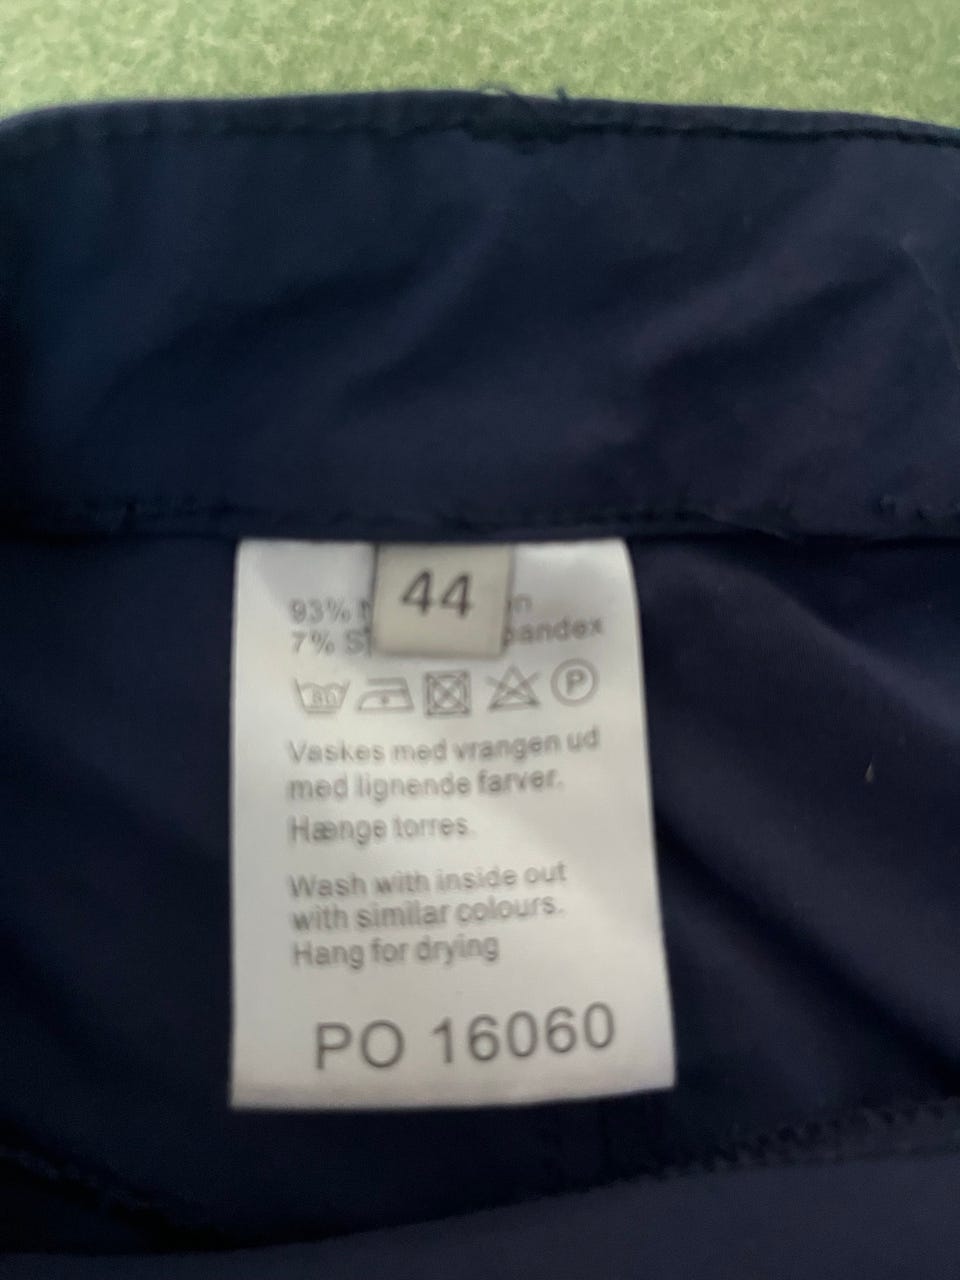 44
93%
7%
Vaskes med vrangen ud
med lignende farver.
Hænge torres.
Wash with inside out
with similar colours.
Hang for drying
PO 16060
P